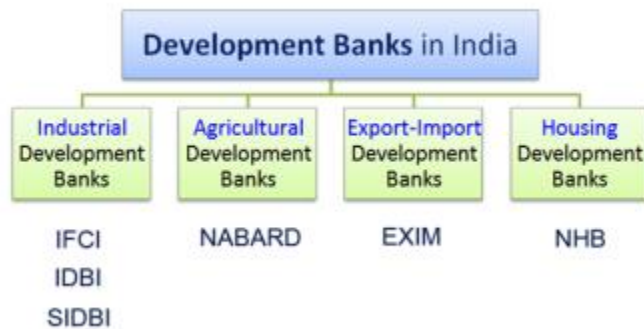 Development Banks in India
Industrial
Development
Banks
Agricultural
Development
Banks
Export-Import
Development
Banks
Housing
Development
Banks
IFCI
IDBI
SIDBI
NABARD
EXIM
NHB